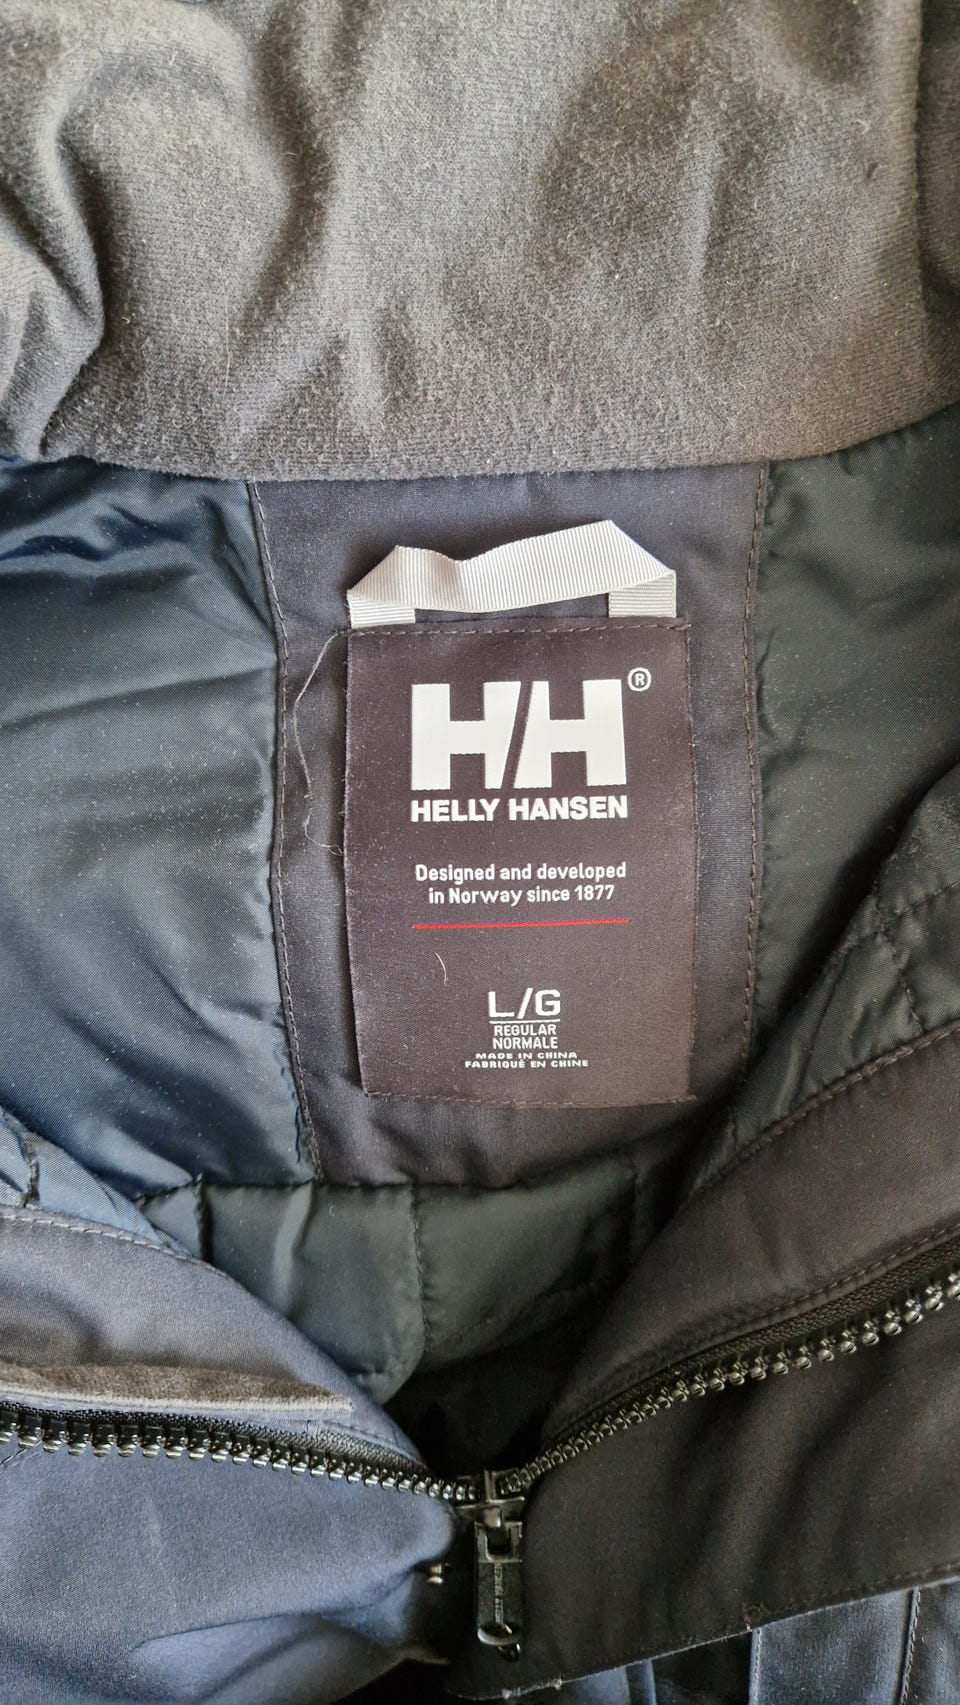 HH®
HELLY HANSEN
Designed and developed
in Norway since 1877
L/G
REGULAR
NORMALE
MADE IN CHINA
FABRIQUÉ EN CHINE